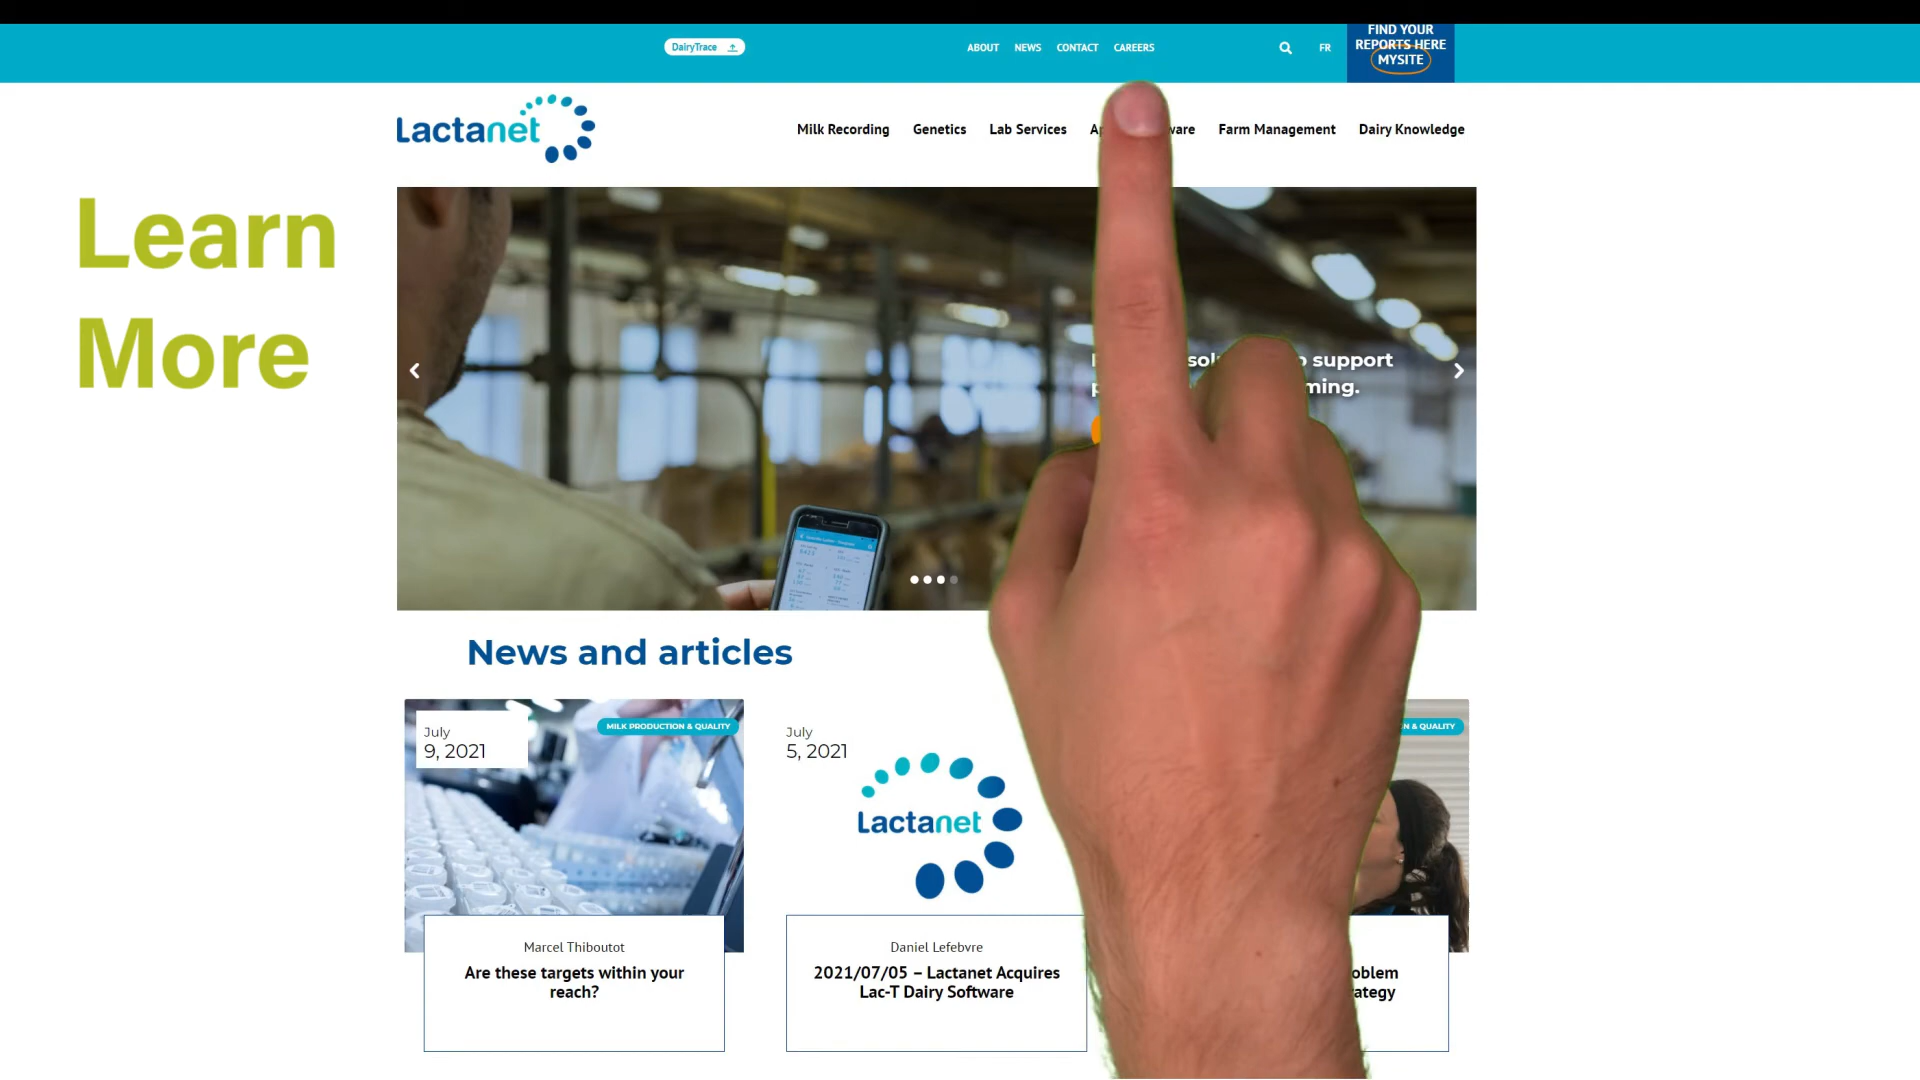 DairyTrace
ABOUT NEWS CONTACT CAREERS
FR
FIND YOUR
REPORTS HERE
MYSITE
Lactanet
Milk Recording Genetics Lab Services Farm Management Dairy Knowledge
Learn
More
support
News and articles
July
9, 2021
MILK PRODUCTION & QUALITY
Marcel Thiboutot
Are these targets within your
reach?
July
5, 2021
Lactanet
Daniel Lefebvre
2021/07/05 – Lactanet Acquires
Lac-T Dairy Software
& QUALITY